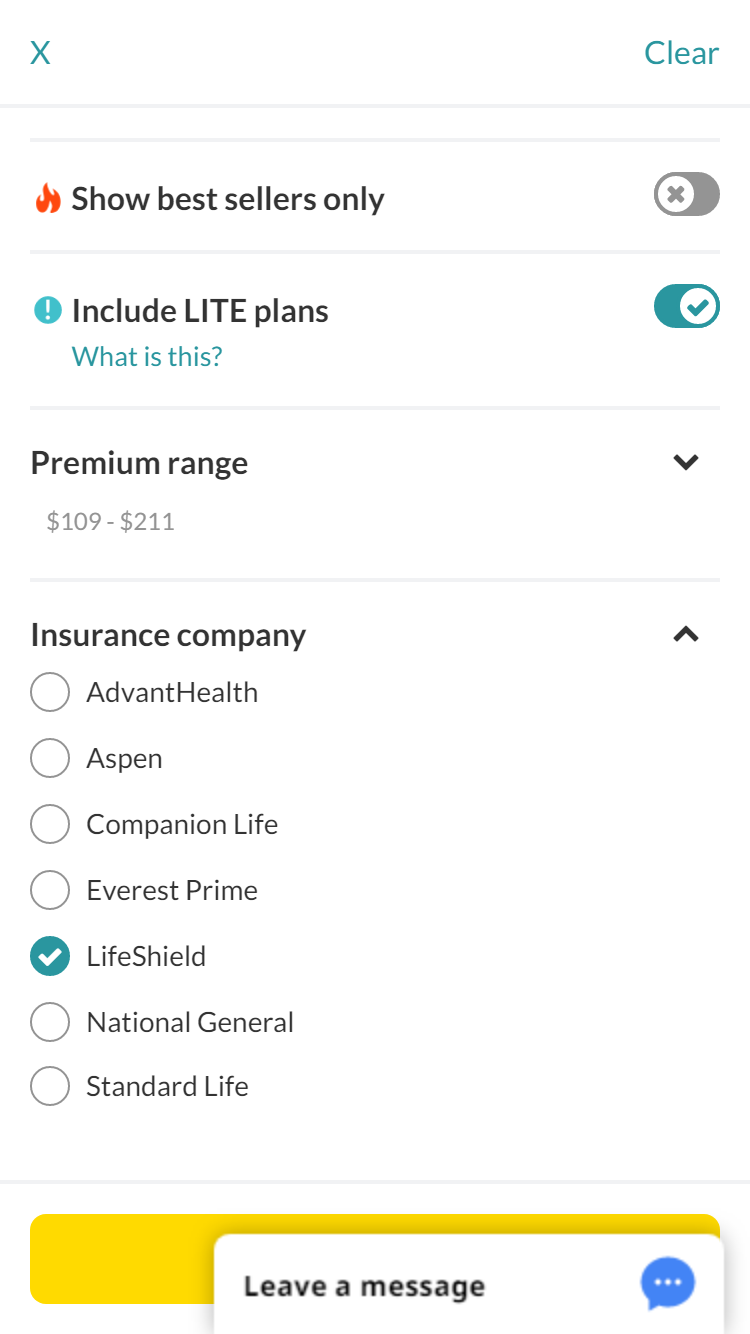 X
Clear
Show best sellers only
Include LITE plans
What is this?
Premium range
$109 - $211
Insurance company
AdvantHealth
Aspen
Companion Life
Everest Prime
LifeShield
National General
Standard Life
Leave a message